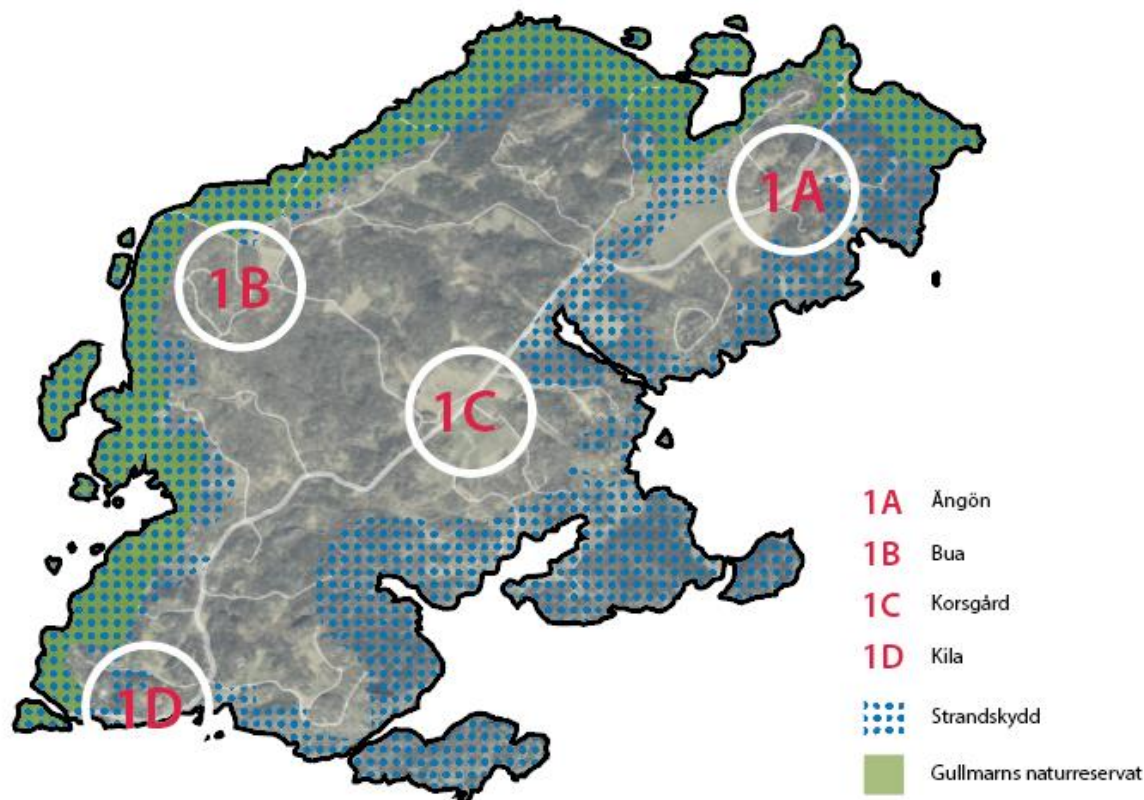 1A
1B
1C
1D
1A Ängön
1B Bua
1C Korsgård
1D Kila
Strandskydd
Gullmarns naturreservat